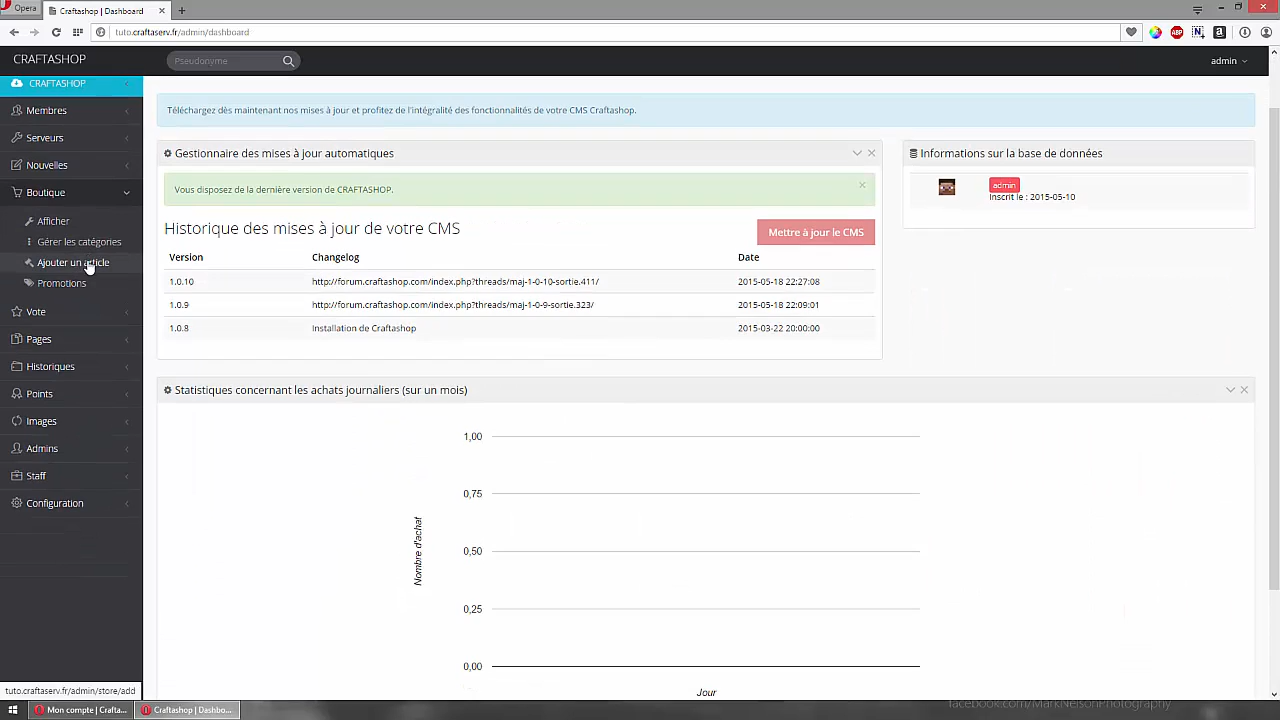 Opera
Craftashop | Dashboard
tuto.craftaserv.fr/admin/dashboard
ABP
CRAFTASHOP
Pseudonyme
admin
CRAFTASHOP
Membres
Serveurs
Nouvelles
Boutique
Afficher
Gérer les catégories
Ajouter un article
Promotions
Vote
Pages
Historiques
Points
Images
Admins
Staff
Configuration
Téléchargez dès maintenant nos mises à jour et profitez de l'intégralité des fonctionnalités de votre CMS Craftashop.
Gestionnaire des mises à jour automatiques
Vous disposez de la dernière version de CRAFTASHOP.
Historique des mises à jour de votre CMS
Mettre à jour le CMS
Version Changelog Date
1.0.10 http://forum.craftashop.com/index.php?threads/maj-1-0-10-sortie.411/ 2015-05-18 22:27:08
1.0.9 http://forum.craftashop.com/index.php?threads/maj-1-0-9-sortie.323/ 2015-05-18 22:09:01
1.0.8 Installation de Craftashop 2015-03-22 20:00:00
Informations sur la base de données
admin
Inscrit le : 2015-05-10
Statistiques concernant les achats journaliers (sur un mois)
1,00
0,75
0,50
0,25
0,00
Nombre d'achat
Jour
tuto.craftaserv.fr/admin/store/add
Mon compte | Crafta...
Craftashop | Dashbo...
facebook.com/MarkNelsonPhotography